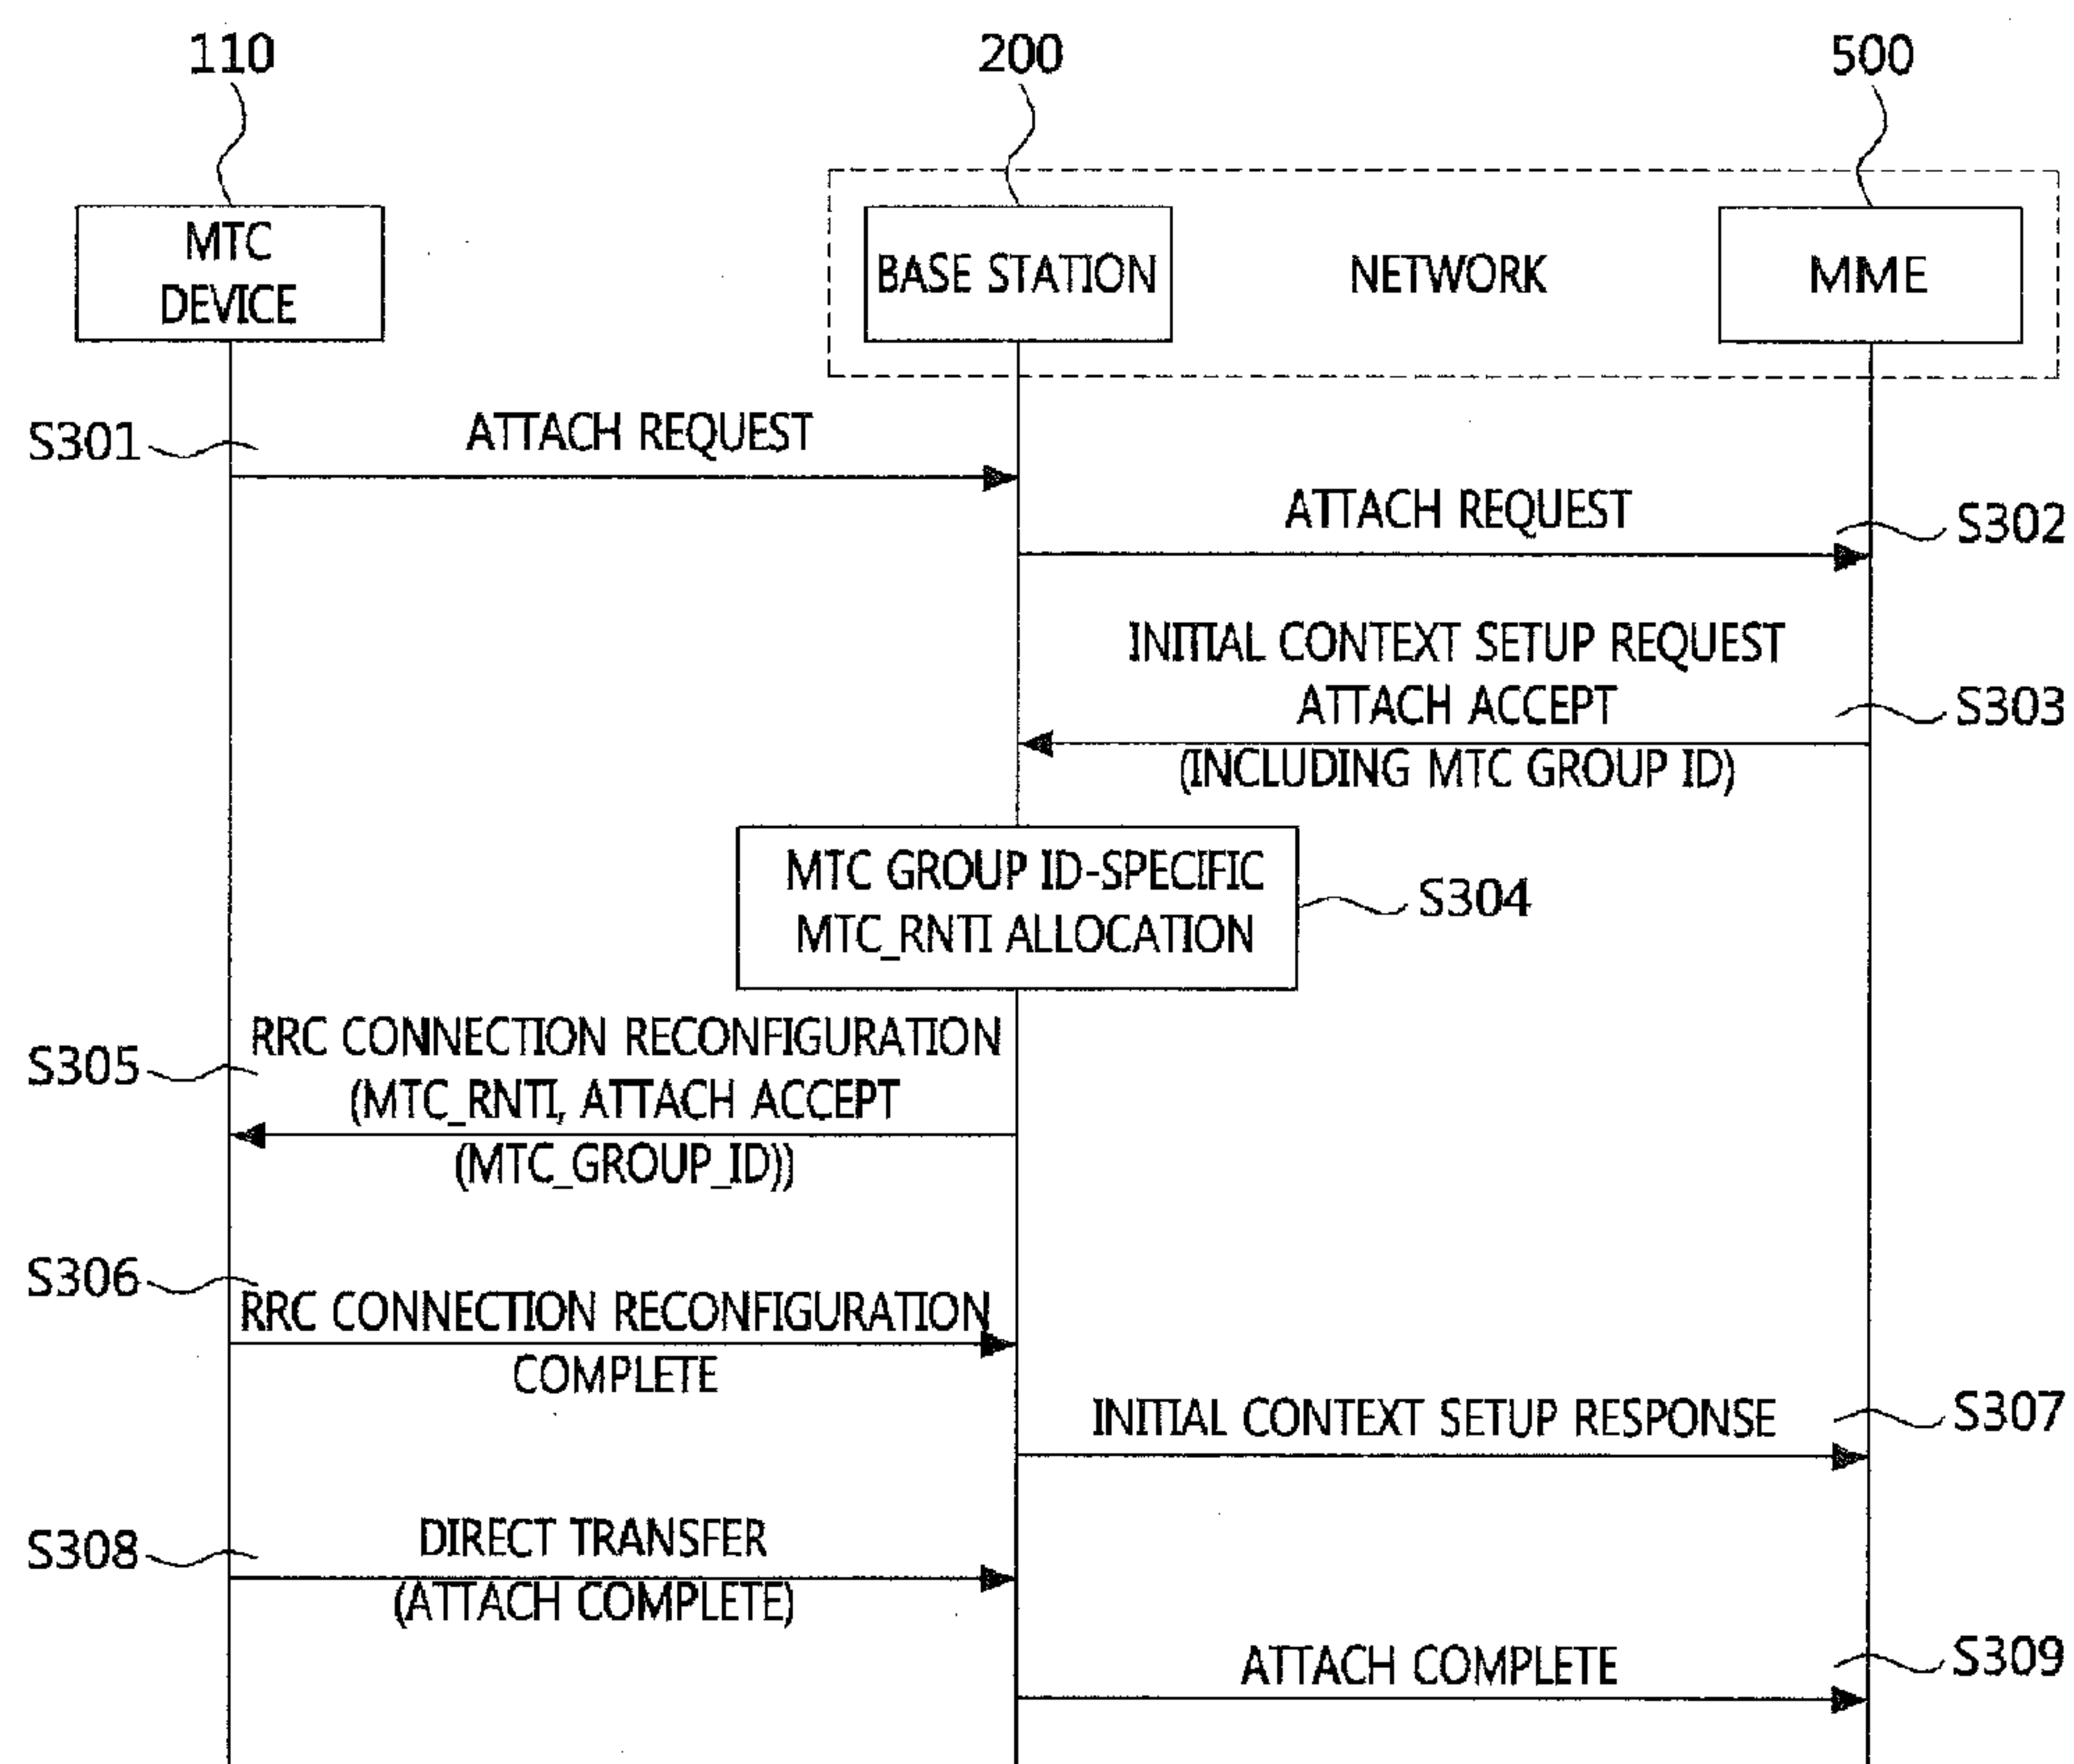 110
200
500
MTC
DEVICE
BASE STATION
NETWORK
MME
S301
ATTACH REQUEST
ATTACH REQUEST
S302
INITIAL CONTEXT SETUP REQUEST
ATTACH ACCEPT
S303
(INCLUDING MTC GROUP ID)
MTC GROUP ID-SPECIFIC
MTC_RNTI ALLOCATION
S304
RRC CONNECTION RECONFIGURATION
S305
(MTC_RNTI, ATTACH ACCEPT
(MTC_GROUP_ID))
S306
RRC CONNECTION RECONFIGURATION
COMPLETE
INITIAL CONTEXT SETUP RESPONSE
S307
S308
DIRECT TRANSFER
(ATTACH COMPLETE)
ATTACH COMPLETE
S309